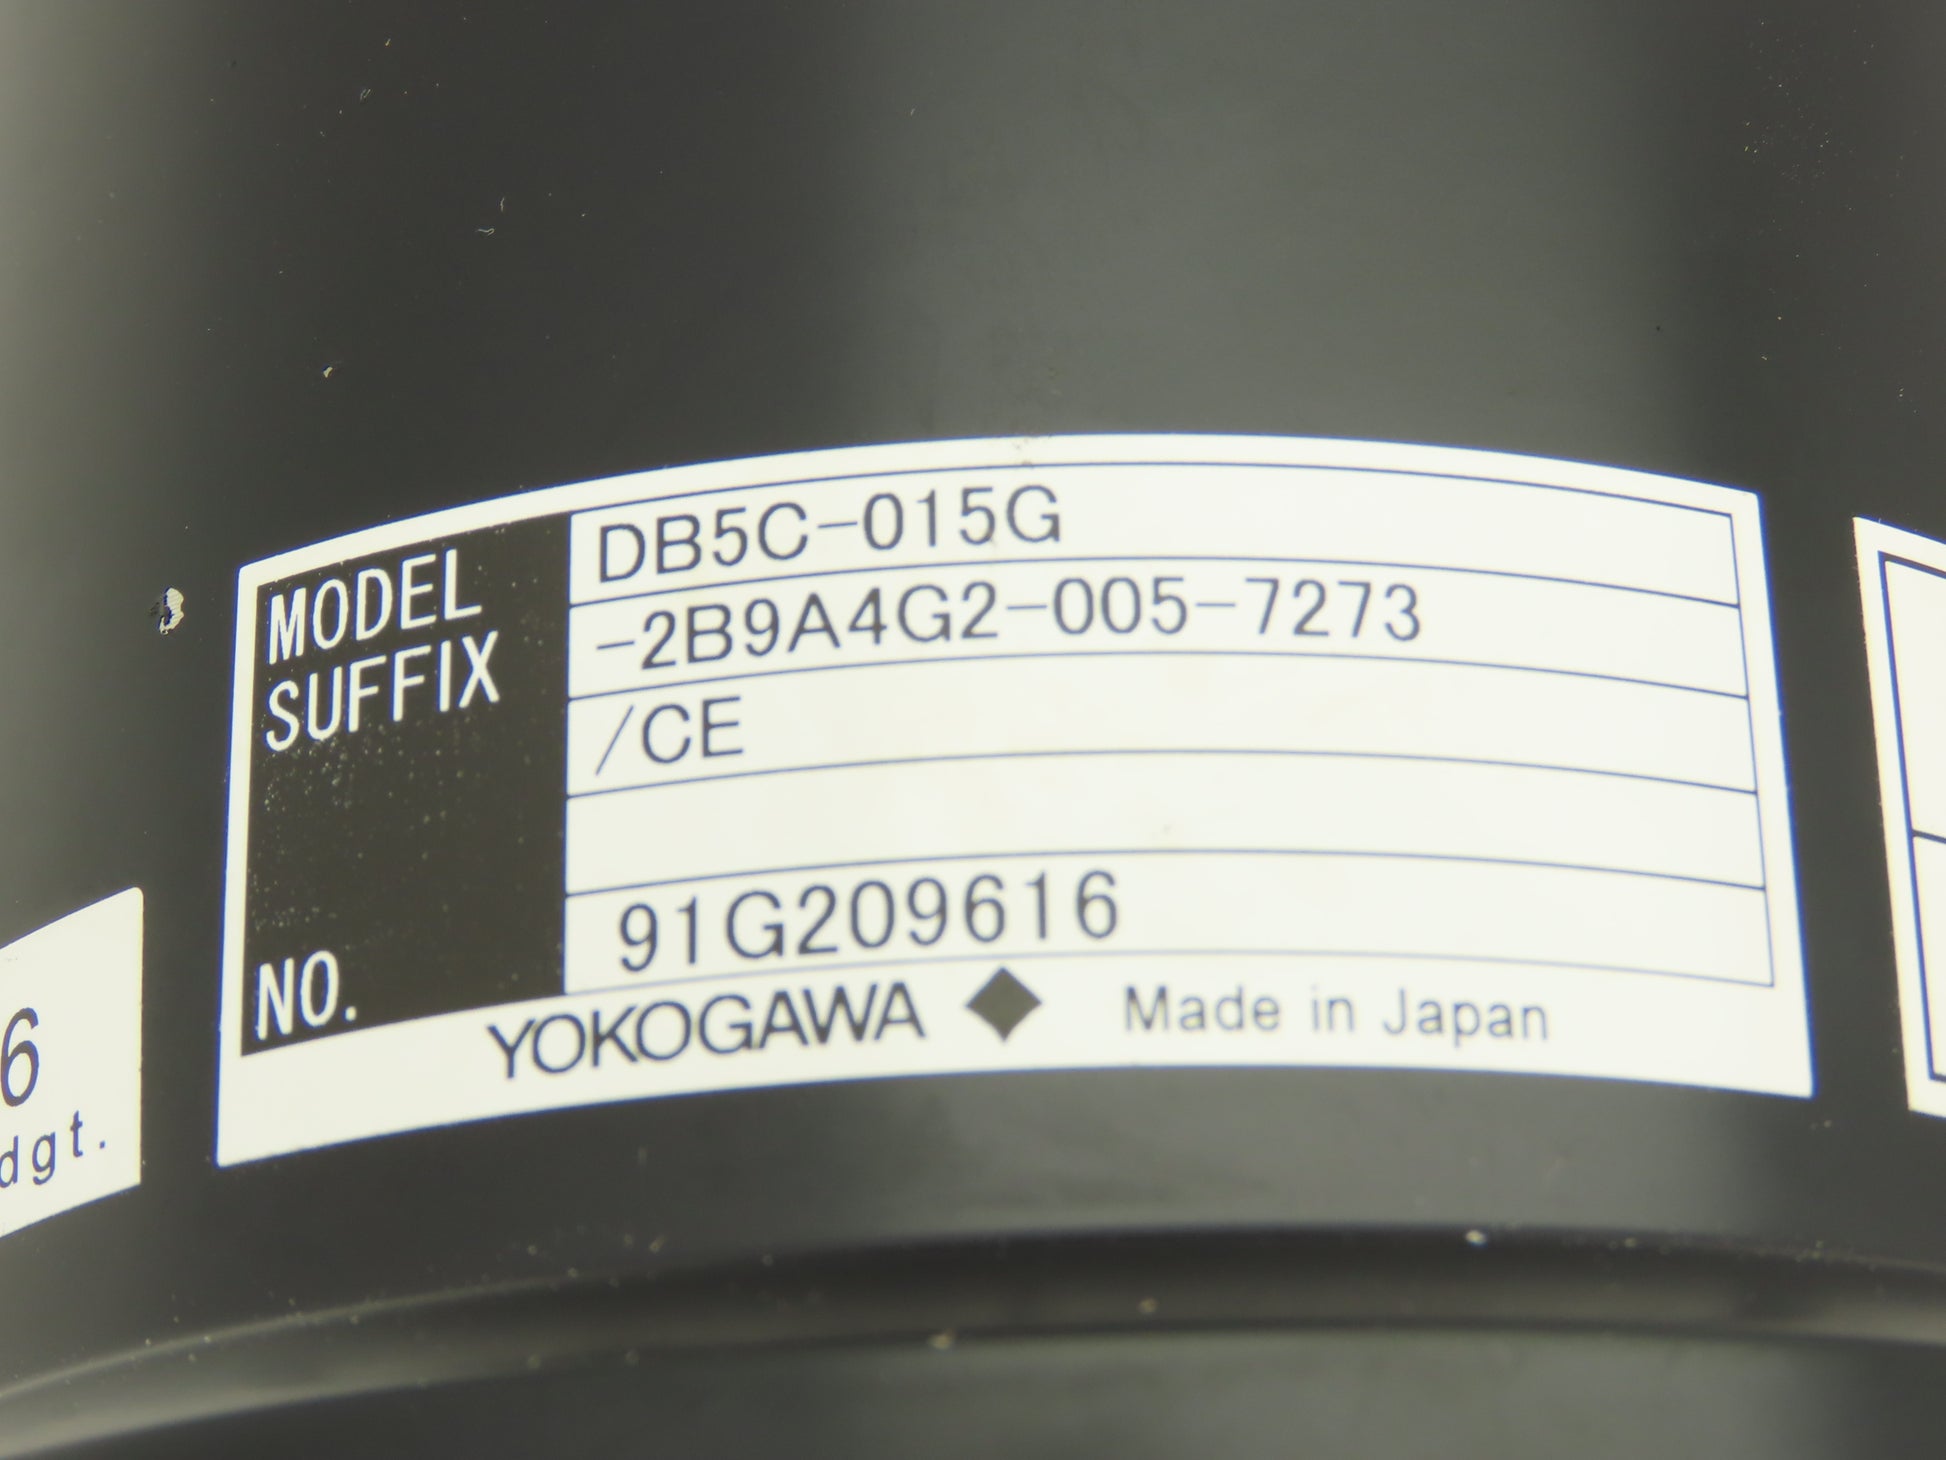 MODEL DB5C-015G
SUFFIX -2B9A4G2-005-7273
/CE
NO. 91G209616
YOKOGAWA ◆ Made in Japan
6
dgt.